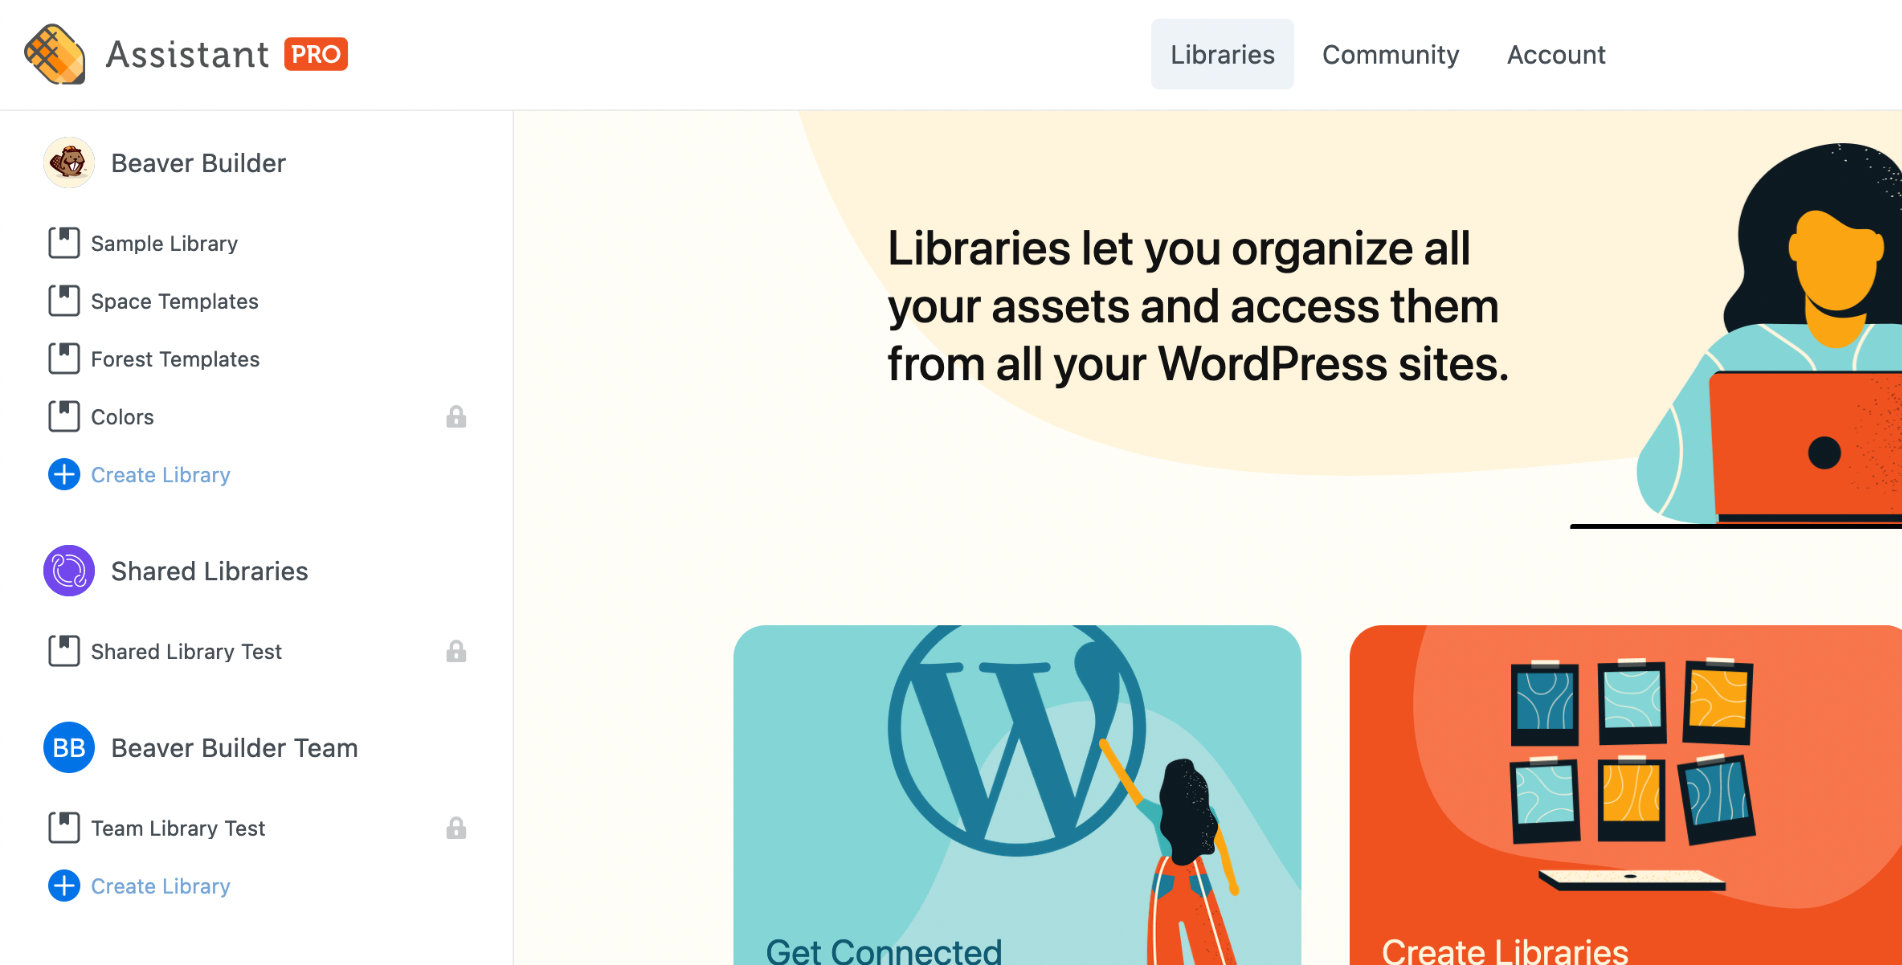 Assistant PRO
Libraries
Community
Account
Beaver Builder
Sample Library
Space Templates
Forest Templates
Colors
Create Library
Shared Libraries
Shared Library Test
BB Beaver Builder Team
Team Library Test
Create Library
Libraries let you organize all
your assets and access them
from all your WordPress sites.
Get Connected
Create Libraries